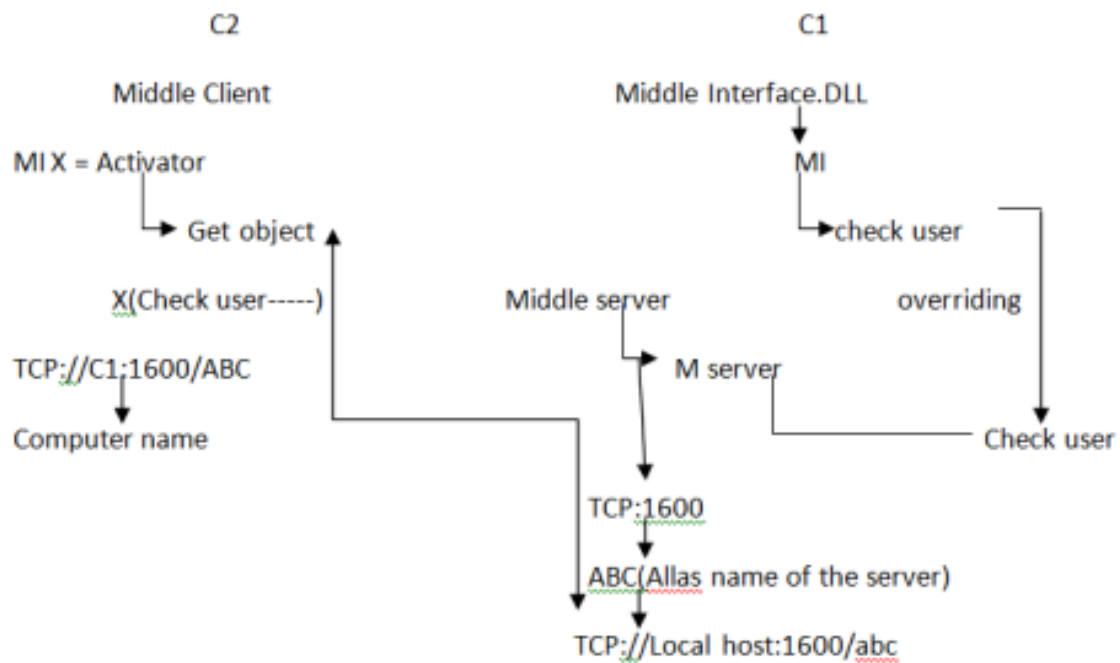 C2 C1
Middle Client Middle Interface.DLL
MI X = Activator MI
Get object check user
X(Check user-----) Middle server overriding
TCP://C1:1600/ABC M server
Computer name Check user
TCP:1600
ABC(Allas name of the server)
TCP://Local host:1600/abc